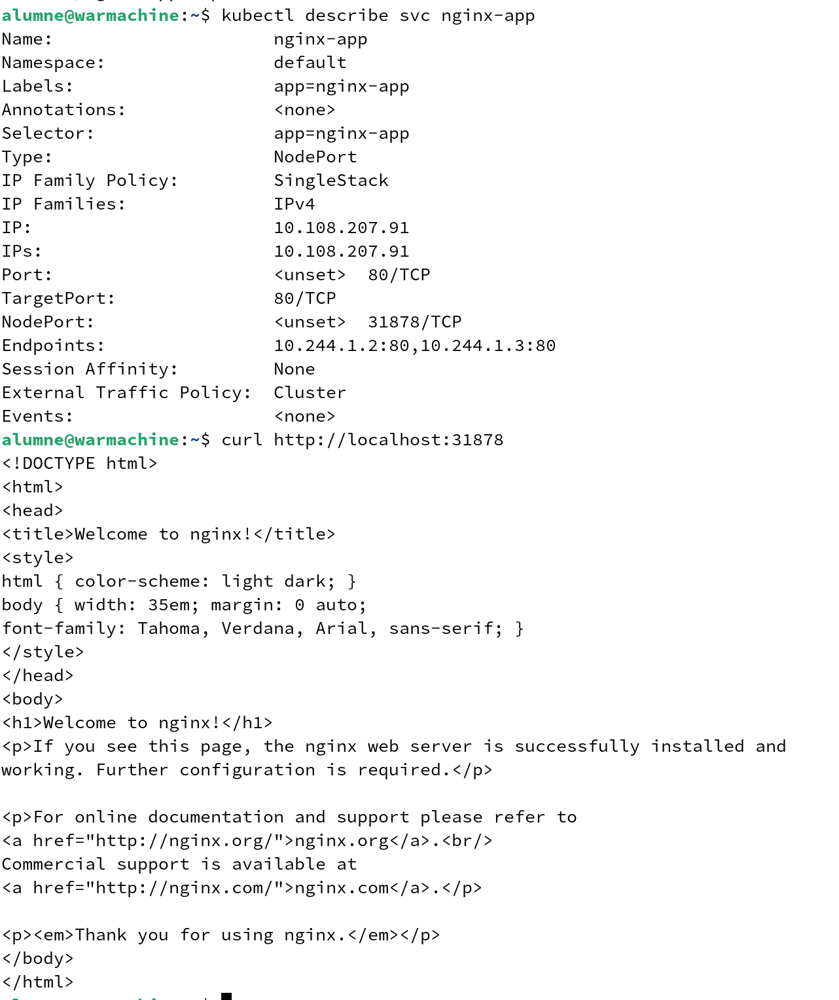 alumne@warmachine:~$ kubectl describe svc nginx-app
Name:                     nginx-app
Namespace:                default
Labels:                   app=nginx-app
Annotations:              <none>
Selector:                 app=nginx-app
Type:                     NodePort
IP Family Policy:         SingleStack
IP Families:              IPv4
IP:                       10.108.207.91
IPs:                      10.108.207.91
Port:                     <unset>  80/TCP
TargetPort:               80/TCP
NodePort:                 <unset>  31878/TCP
Endpoints:                10.244.1.2:80,10.244.1.3:80
Session Affinity:         None
External Traffic Policy:  Cluster
Events:                   <none>
alumne@warmachine:~$ curl http://localhost:31878
<!DOCTYPE html>
<html>
<head>
<title>Welcome to nginx!</title>
<style>
html { color-scheme: light dark; }
body { width: 35em; margin: 0 auto;
font-family: Tahoma, Verdana, Arial, sans-serif; }
</style>
</head>
<body>
<h1>Welcome to nginx!</h1>
<p>If you see this page, the nginx web server is successfully installed and
working. Further configuration is required.</p>

<p>For online documentation and support please refer to
<a href="http://nginx.org/">nginx.org</a>.<br/>
Commercial support is available at
<a href="http://nginx.com/">nginx.com</a>.</p>

<p><em>Thank you for using nginx.</em></p>
</body>
</html>